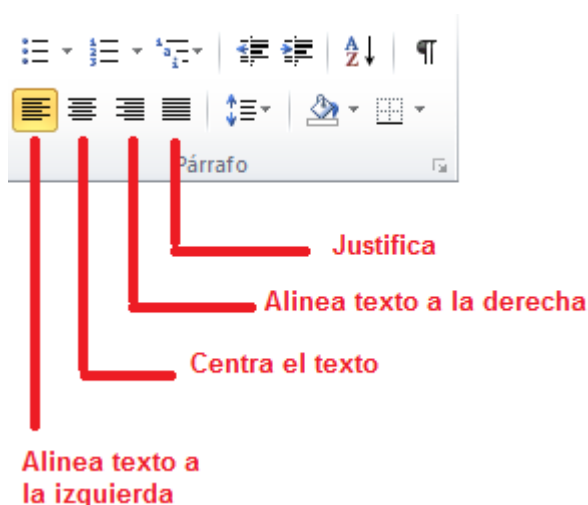 Párrafo
Justifica
Alinea texto a la derecha
Centra el texto
Alinea texto a
la izquierda